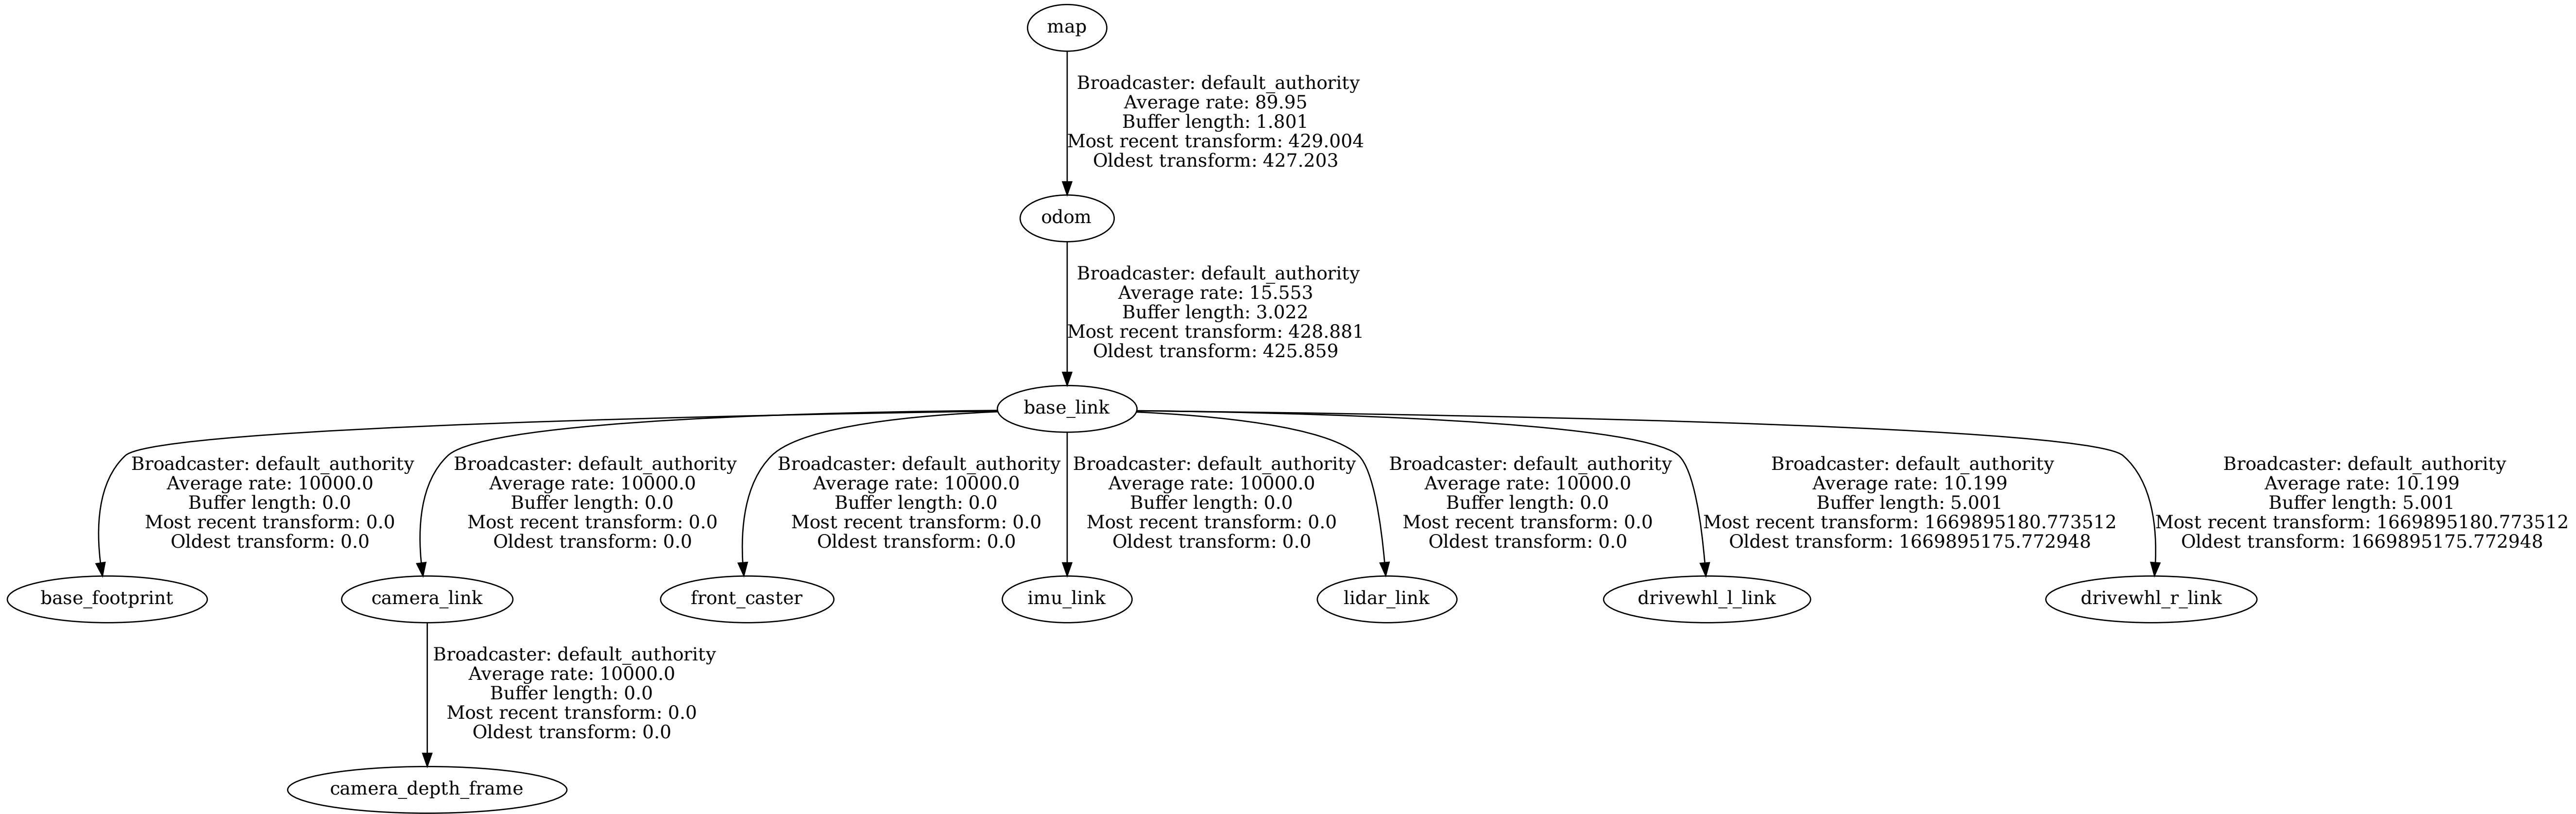 map
Broadcaster: default_authority
Average rate: 89.95
Buffer length: 1.801
Most recent transform: 429.004
Oldest transform: 427.203
odom
Broadcaster: default_authority
Average rate: 15.553
Buffer length: 3.022
Most recent transform: 428.881
Oldest transform: 425.859
base_link
Broadcaster: default_authority
Average rate: 10000.0
Buffer length: 0.0
Most recent transform: 0.0
Oldest transform: 0.0
Broadcaster: default_authority
Average rate: 10000.0
Buffer length: 0.0
Most recent transform: 0.0
Oldest transform: 0.0
Broadcaster: default_authority
Average rate: 10000.0
Buffer length: 0.0
Most recent transform: 0.0
Oldest transform: 0.0
Broadcaster: default_authority
Average rate: 10000.0
Buffer length: 0.0
Most recent transform: 0.0
Oldest transform: 0.0
Broadcaster: default_authority
Average rate: 10000.0
Buffer length: 0.0
Most recent transform: 0.0
Oldest transform: 0.0
Broadcaster: default_authority
Average rate: 10.199
Buffer length: 5.001
Most recent transform: 1669895180.773512
Oldest transform: 1669895175.772948
Broadcaster: default_authority
Average rate: 10.199
Buffer length: 5.001
Most recent transform: 1669895180.773512
Oldest transform: 1669895175.772948
base_footprint
camera_link
front_caster
imu_link
lidar_link
drivewhl_l_link
drivewhl_r_link
Broadcaster: default_authority
Average rate: 10000.0
Buffer length: 0.0
Most recent transform: 0.0
Oldest transform: 0.0
camera_depth_frame